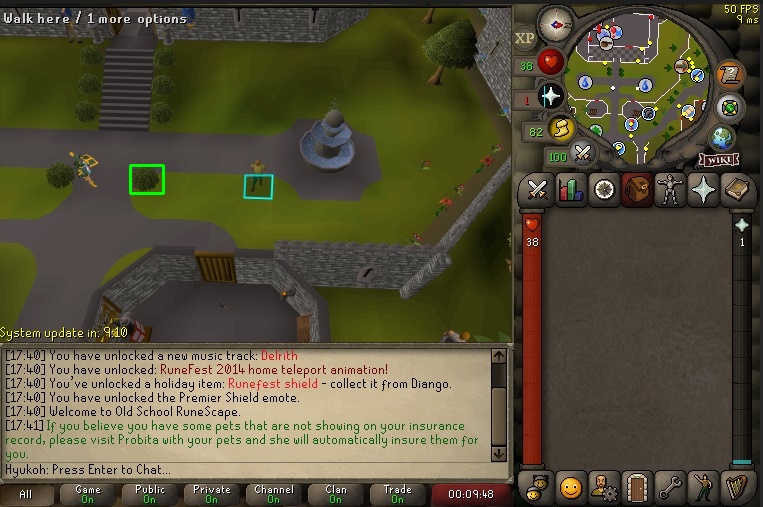 Walk here / 1 more options
50 FPS
9 ms
XP
38
1
82
100
WIKI
38
1
System update in: 9:10
[17:40] You have unlocked a new music track: Delrith
[17:40] You have unlocked: RuneFest 2014 home teleport animation!
[17:40] You've unlocked a holiday item: Runefest shield - collect it from Diango.
[17:40] You have unlocked the Premier Shield emote.
[17:40] Welcome to Old School RuneScape.
[17:41] If you believe you have some pets that are not showing on your insurance
record, please visit Probita with your pets and she will automatically insure them for
you.
Hyukoh: Press Enter to Chat...
All
Game
On
Public
On
Private
On
Channel
On
Clan
On
Trade
On
00:09:48